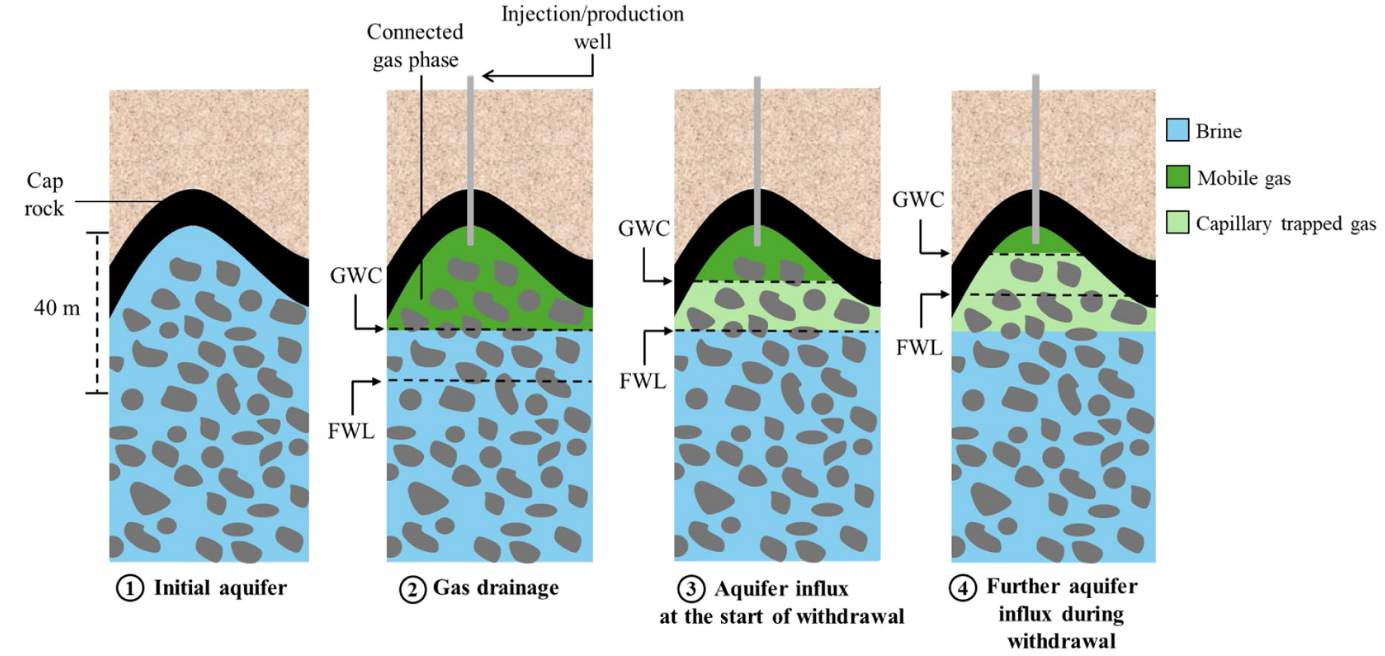 Injection/production
well
Connected
gas phase
Cap
rock
40 m
GWC
FWL
GWC
FWL
GWC
FWL
Brine
Mobile gas
Capillary trapped gas
1 Initial aquifer
2 Gas drainage
3 Aquifer influx
at the start of withdrawal
4 Further aquifer
influx during
withdrawal